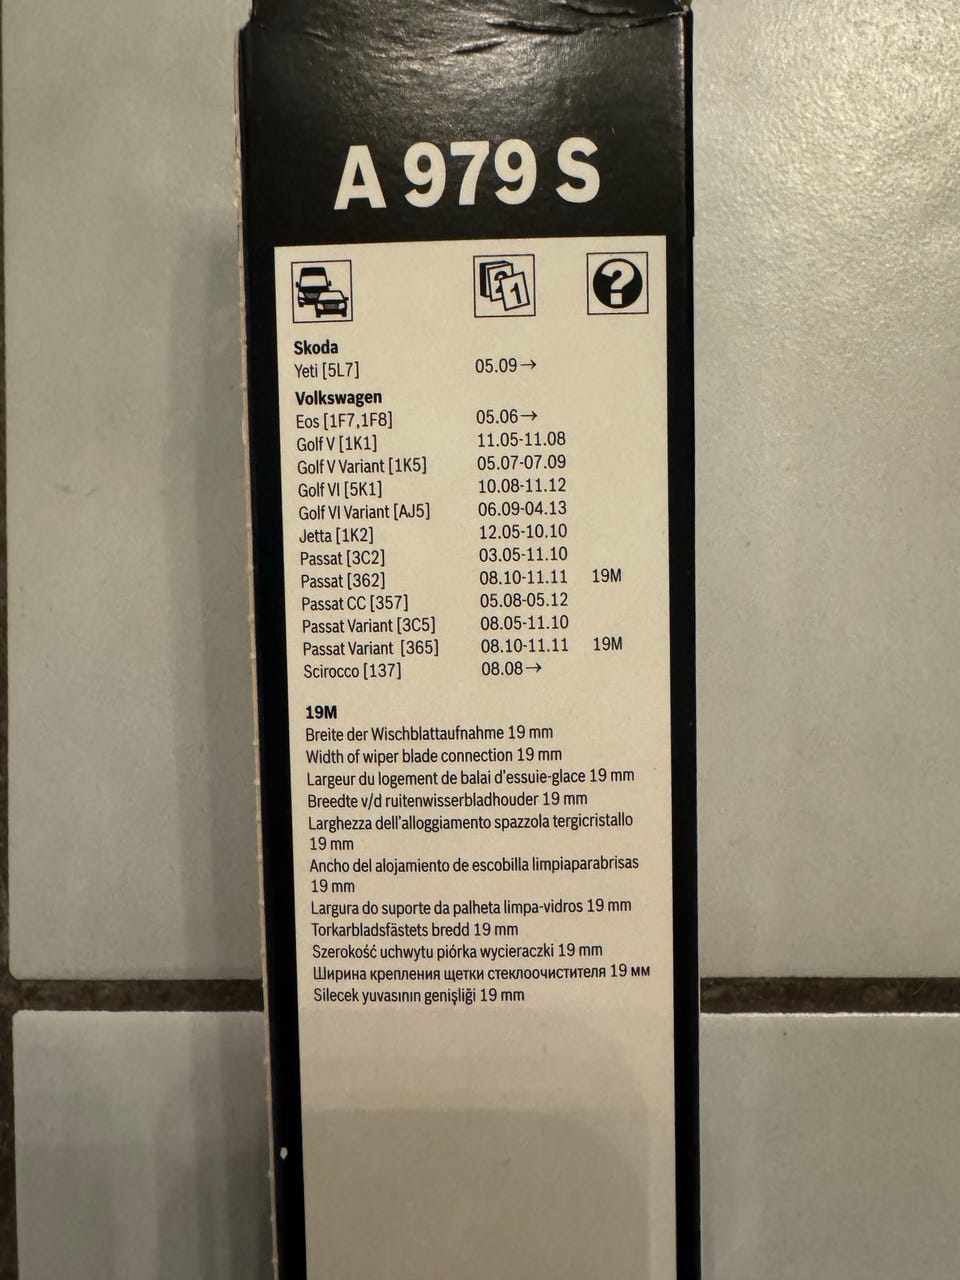 A 979 S
Skoda
Yeti [5L7] 05.09→
Volkswagen
Eos [1F7,1F8] 05.06→
Golf V [1K1] 11.05-11.08
Golf V Variant [1K5] 05.07-07.09
Golf VI [5K1] 10.08-11.12
Golf VI Variant [AJ5] 06.09-04.13
Jetta [1K2] 12.05-10.10
Passat [3C2] 03.05-11.10
Passat [362] 08.10-11.11 19M
Passat CC [357] 05.08-05.12
Passat Variant [3C5] 08.05-11.10
Passat Variant [365] 08.10-11.11 19M
Scirocco [137] 08.08→
19M
Breite der Wischblattaufnahme 19 mm
Width of wiper blade connection 19 mm
Largeur du logement de balai d'essuie-glace 19 mm
Breedte v/d ruitenwisserbladhouder 19 mm
Larghezza dell'alloggiamento spazzola tergicristallo
19 mm
Ancho del alojamiento de escobilla limpiaparabrisas
19 mm
Largura do suporte da palheta limpa-vidros 19 mm
Torkarbladsfästets bredd 19 mm
Szerokość uchwytu piórka wycieraczki 19 mm
Ширина крепления щетки стеклоочистителя 19 мм
Silecek yuvasının genişliği 19 mm